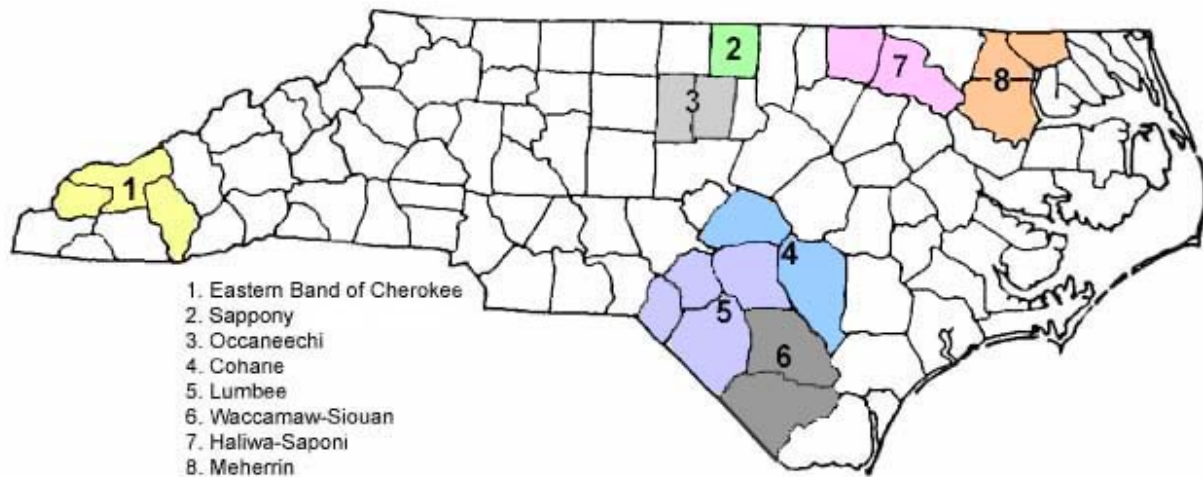 2
7
8
3
1
4
5
6
1. Eastern Band of Cherokee
2. Sappony
3. Occaneechi
4. Cohane
5. Lumbee
6. Waccamaw-Siouan
7. Haliwa-Saponi
8. Meherrin